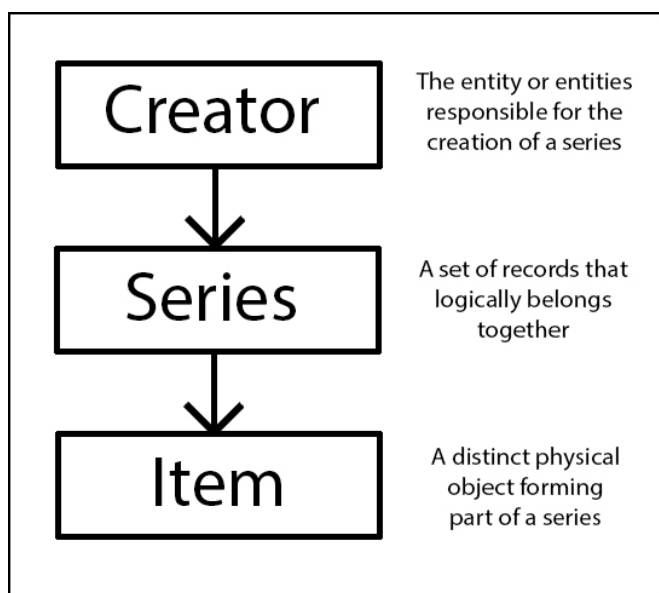 Creator
The entity or entities
responsible for the
creation of a series
Series
A set of records that
logically belongs
together
Item
A distinct physical
object forming
part of a series